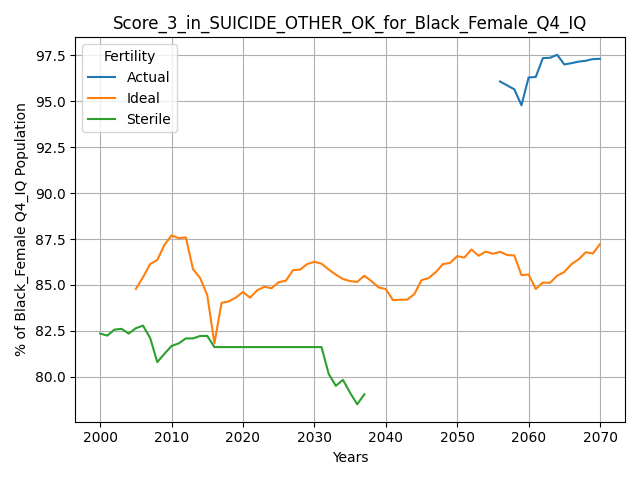 Score_3_in_SUICIDE_OTHER_OK_for_Black_Female_Q4_IQ
Fertility
Actual
Ideal
Sterile
% of Black_Female Q4_IQ Population
97.5
95.0
92.5
90.0
87.5
85.0
82.5
80.0
2000 2010 2020 2030 2040 2050 2060 2070
Years